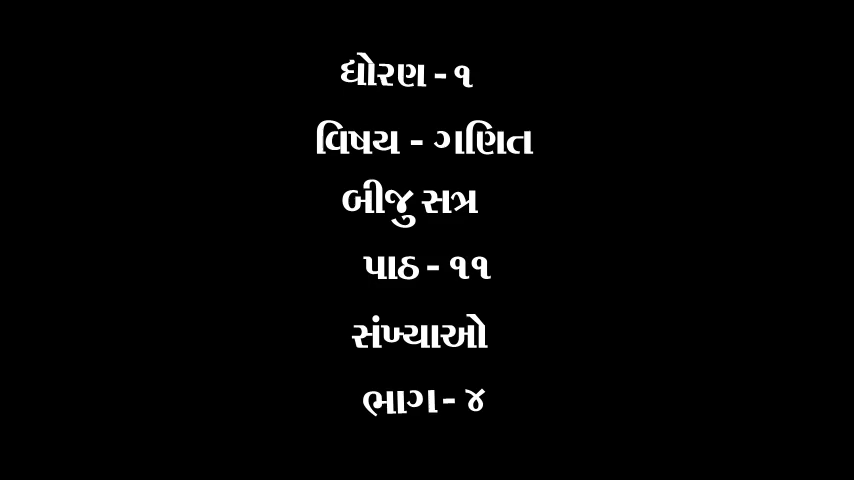 ધોરણ - ૧
વિષય - ગણિત
બીજુ સત્ર
પાઠ - ૧૧
સંખ્યાઓ
ભાગ - ૪